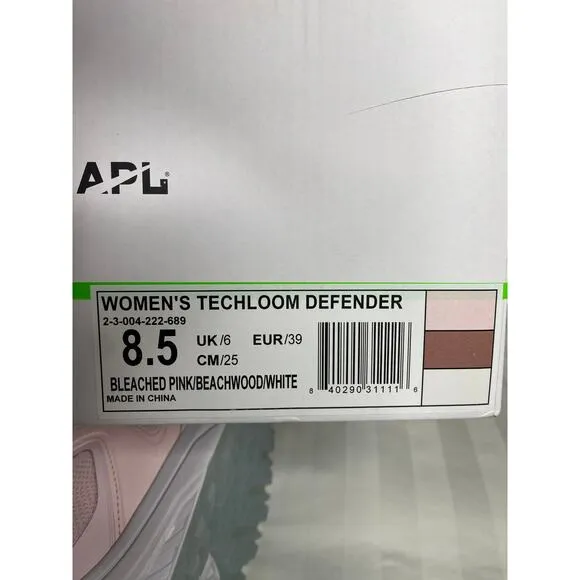 APL®
WOMEN'S TECHLOOM DEFENDER
2-3-004-222-689
8.5 UK/6 EUR/39
CM/25
BLEACHED PINK/BEACHWOOD/WHITE
MADE IN CHINA
8 40290 31111 6